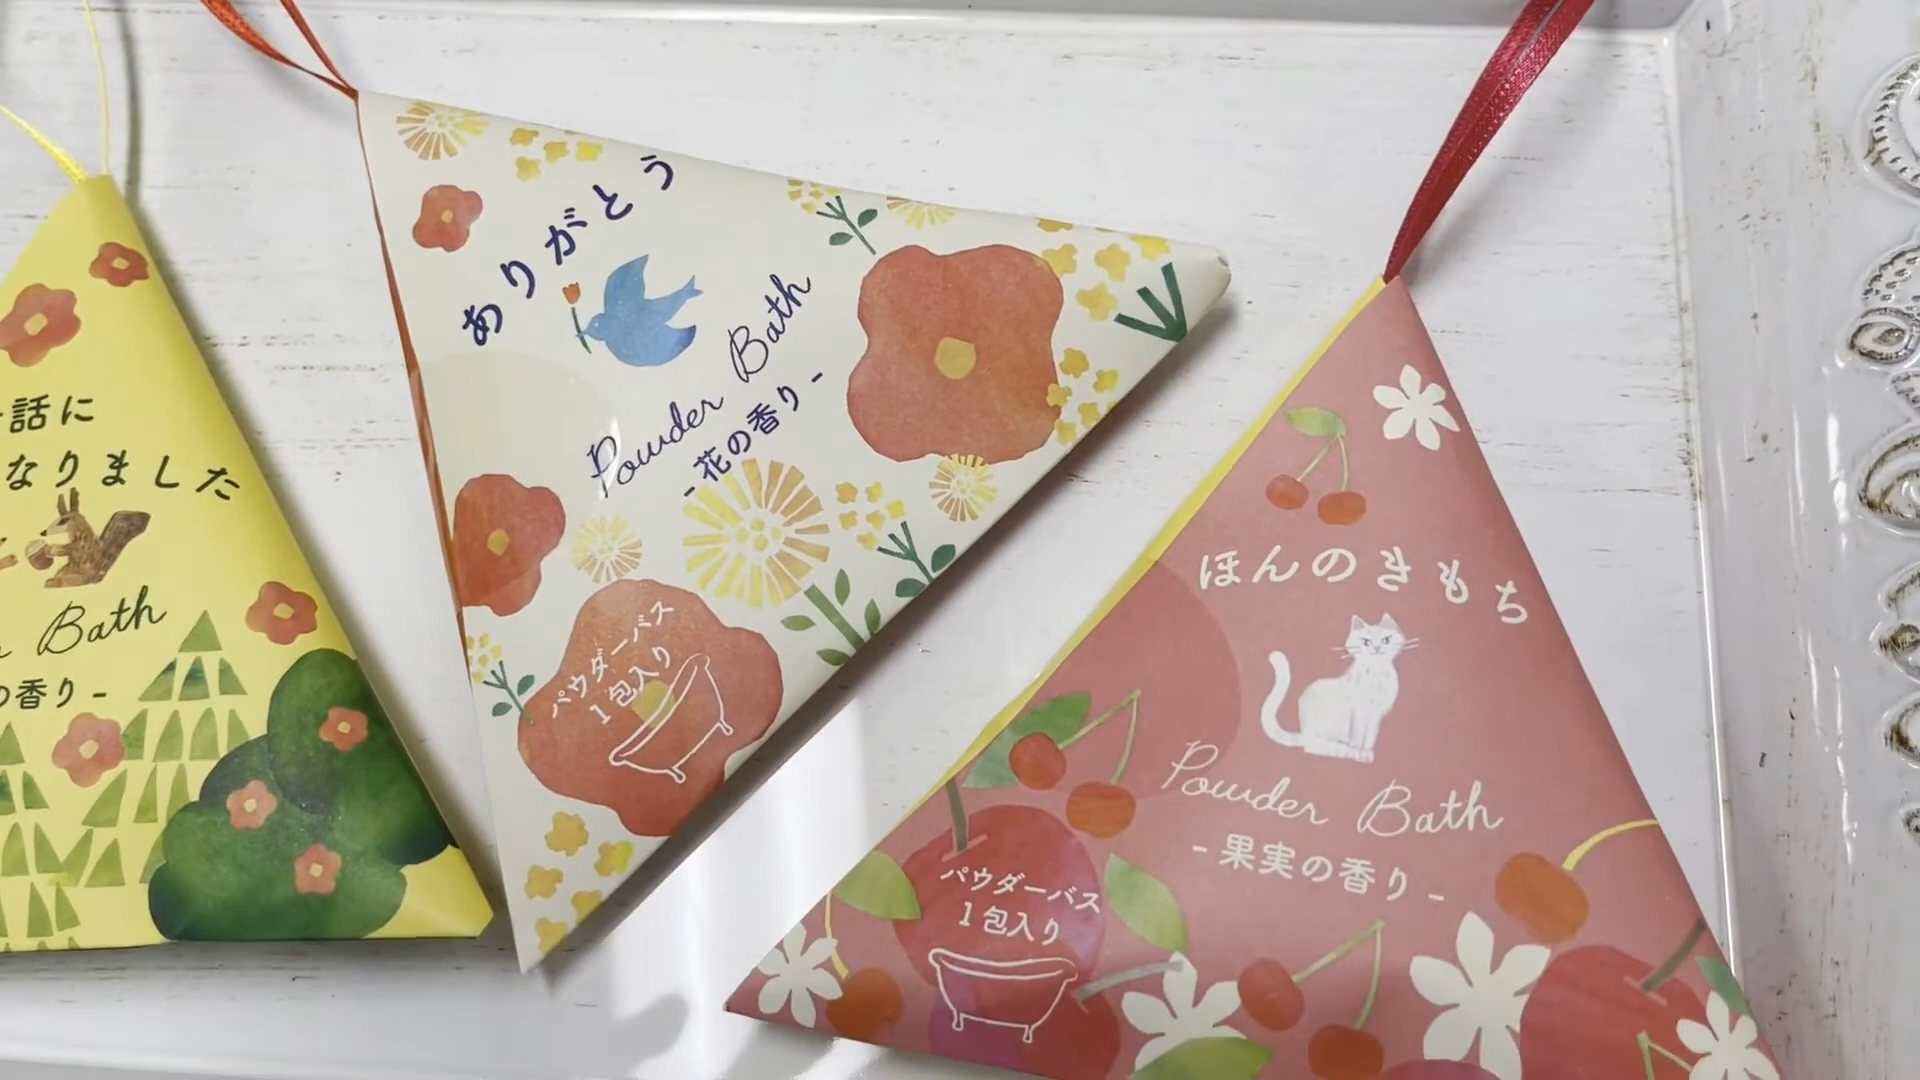 話に
なりました
Bath
の香り-
ありがとう
Powder Bath
-花の香り-
パウダーバス
1包入り
ほんのきもち
Powder Bath
-果実の香り-
パウダーバス
1包入り